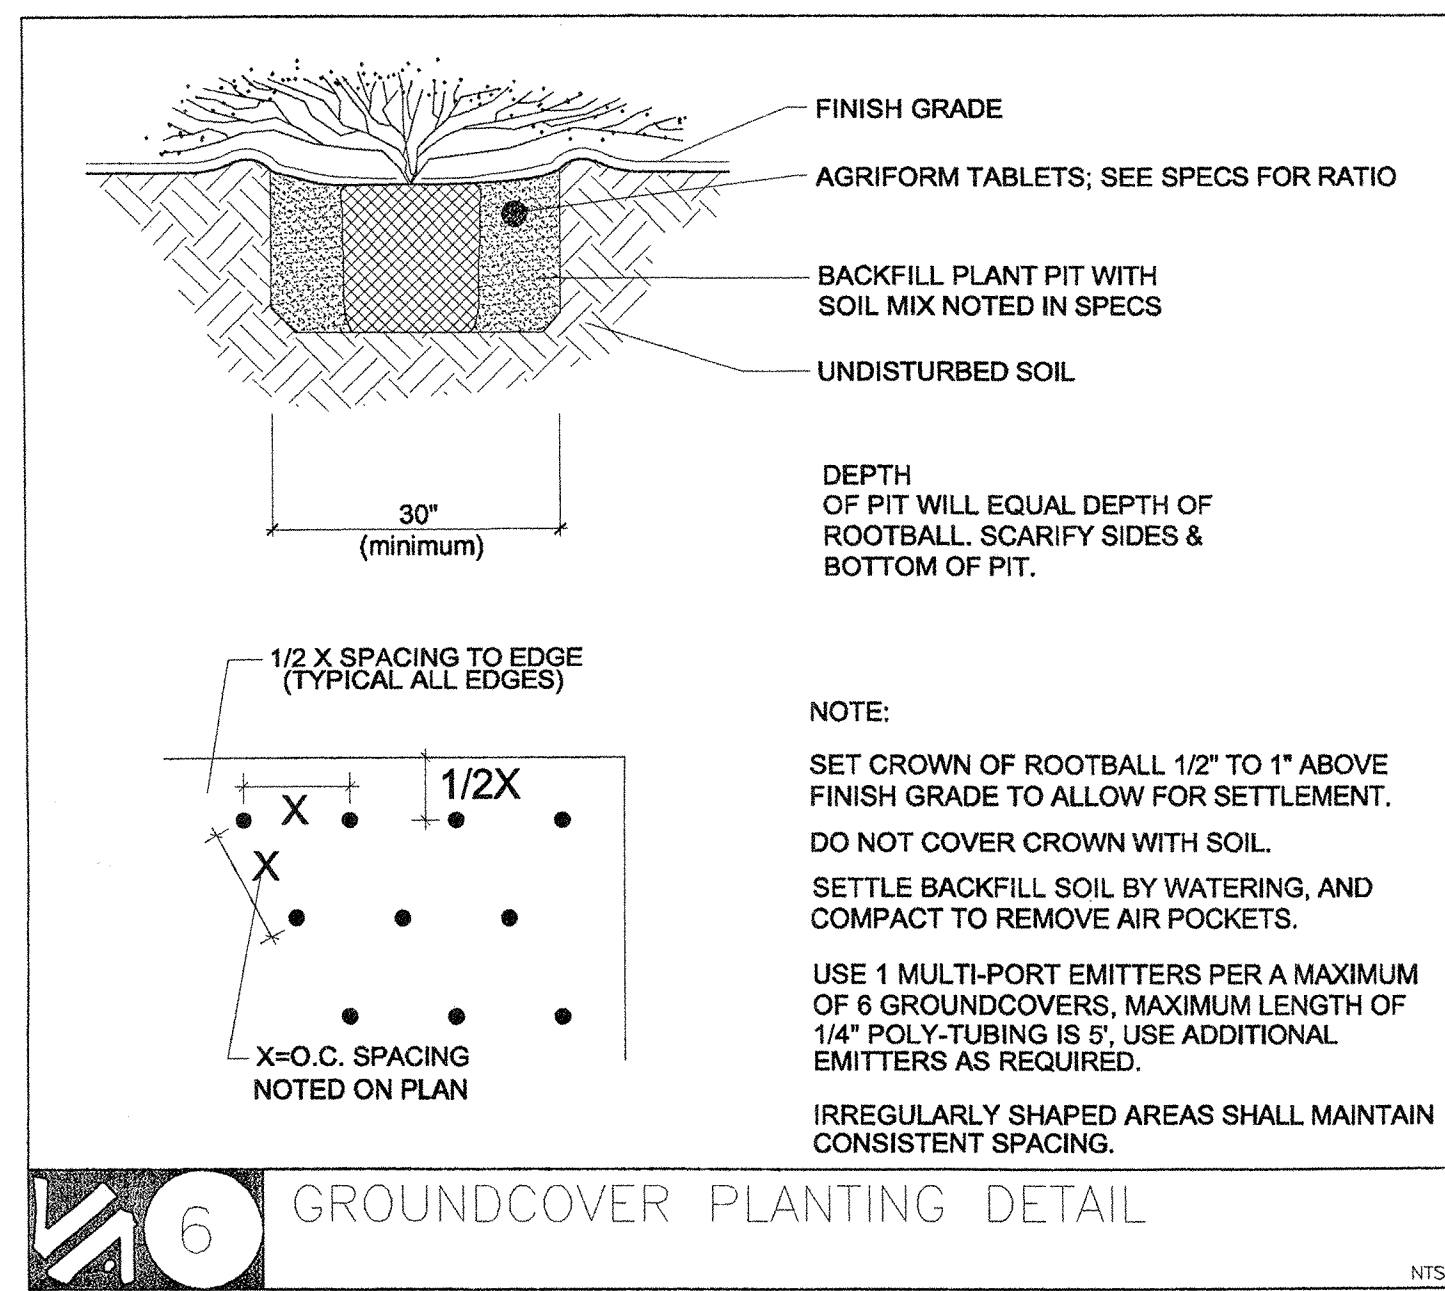 FINISH GRADE
AGRIFORM TABLETS; SEE SPECS FOR RATIO
BACKFILL PLANT PIT WITH
SOIL MIX NOTED IN SPECS
UNDISTURBED SOIL
30"
(minimum)
DEPTH
OF PIT WILL EQUAL DEPTH OF
ROOTBALL. SCARIFY SIDES &
BOTTOM OF PIT.
1/2 X SPACING TO EDGE
(TYPICAL ALL EDGES)
1/2X
X
X
X=O.C. SPACING
NOTED ON PLAN
NOTE:
SET CROWN OF ROOTBALL 1/2" TO 1" ABOVE
FINISH GRADE TO ALLOW FOR SETTLEMENT.
DO NOT COVER CROWN WITH SOIL.
SETTLE BACKFILL SOIL BY WATERING, AND
COMPACT TO REMOVE AIR POCKETS.
USE 1 MULTI-PORT EMITTERS PER A MAXIMUM
OF 6 GROUNDCOVERS, MAXIMUM LENGTH OF
1/4" POLY-TUBING IS 5', USE ADDITIONAL
EMITTERS AS REQUIRED.
IRREGULARLY SHAPED AREAS SHALL MAINTAIN
CONSISTENT SPACING.
6
GROUNDCOVER PLANTING DETAIL
NTS